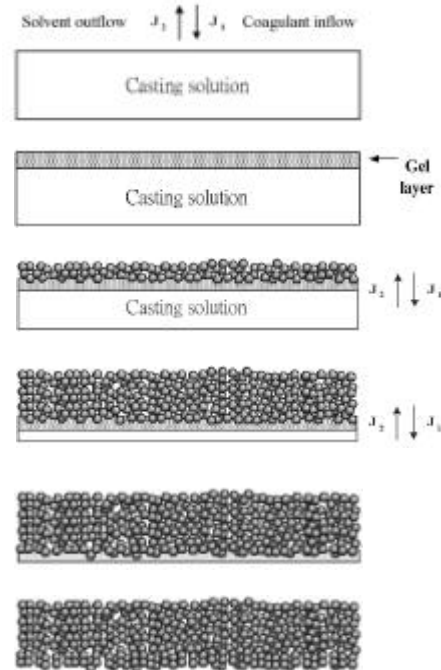 Solvent outflow J₂ J₁ Coagulant inflow
Casting solution
Gel
layer
Casting solution
J₂ J₁
Casting solution
J₂ J₁